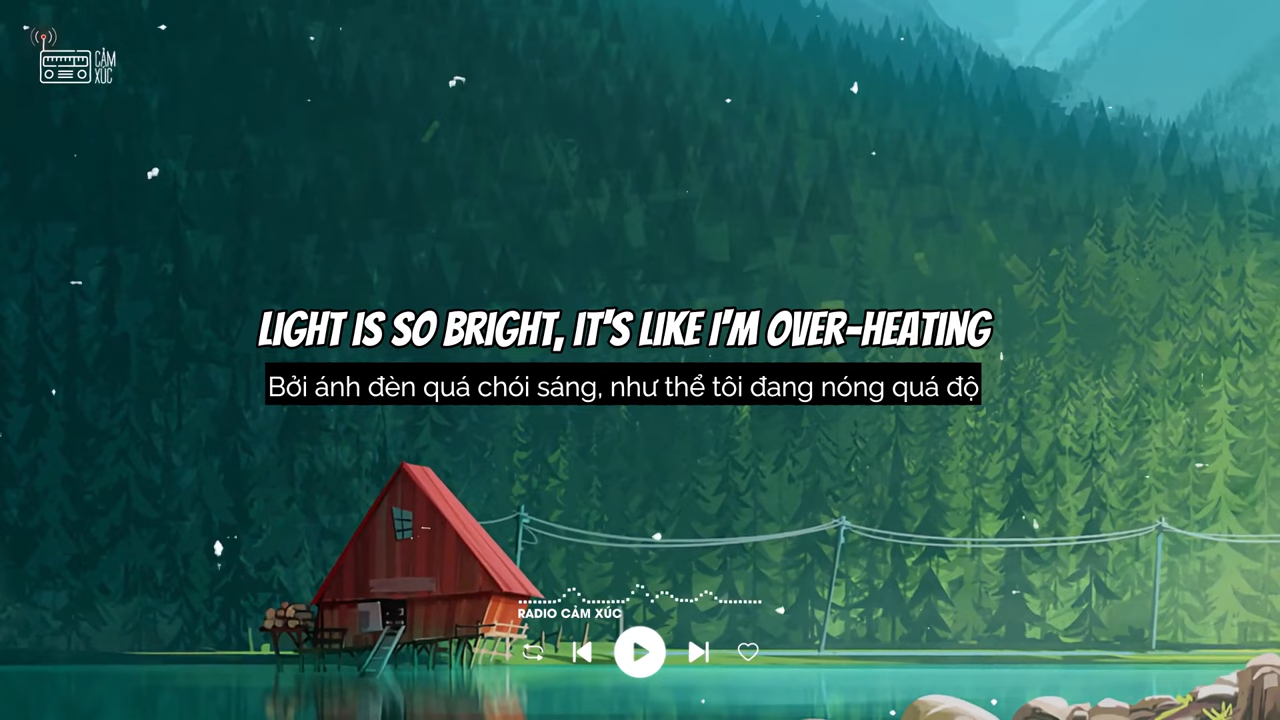 CẢM
XÚC
LIGHT IS SO BRIGHT, IT'S LIKE I'M OVER-HEATING
Bởi ánh đèn quá chói sáng, như thể tôi đang nóng quá độ
RADIO CẢM XÚC